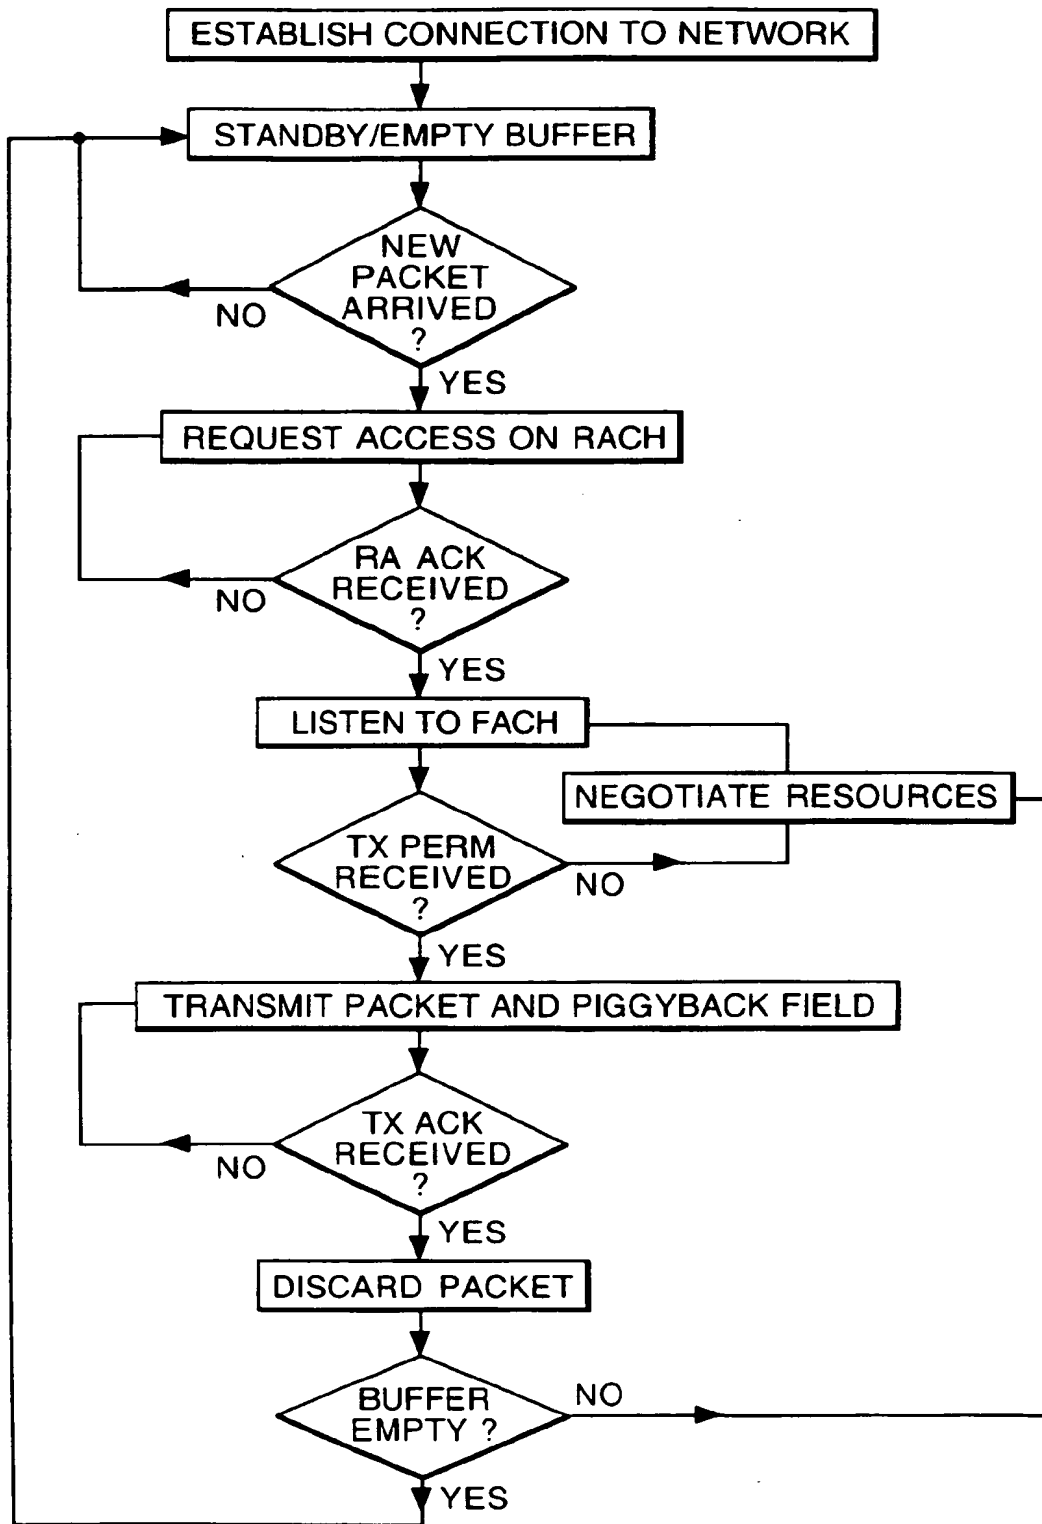 ESTABLISH CONNECTION TO NETWORK
STANDBY/EMPTY BUFFER
NEW
PACKET
ARRIVED
?
NO
YES
REQUEST ACCESS ON RACH
RA ACK
RECEIVED
?
NO
YES
LISTEN TO FACH
NEGOTIATE RESOURCES
TX PERM
RECEIVED
?
NO
YES
TRANSMIT PACKET AND PIGGYBACK FIELD
TX ACK
RECEIVED
?
NO
YES
DISCARD PACKET
BUFFER
EMPTY ?
NO
YES